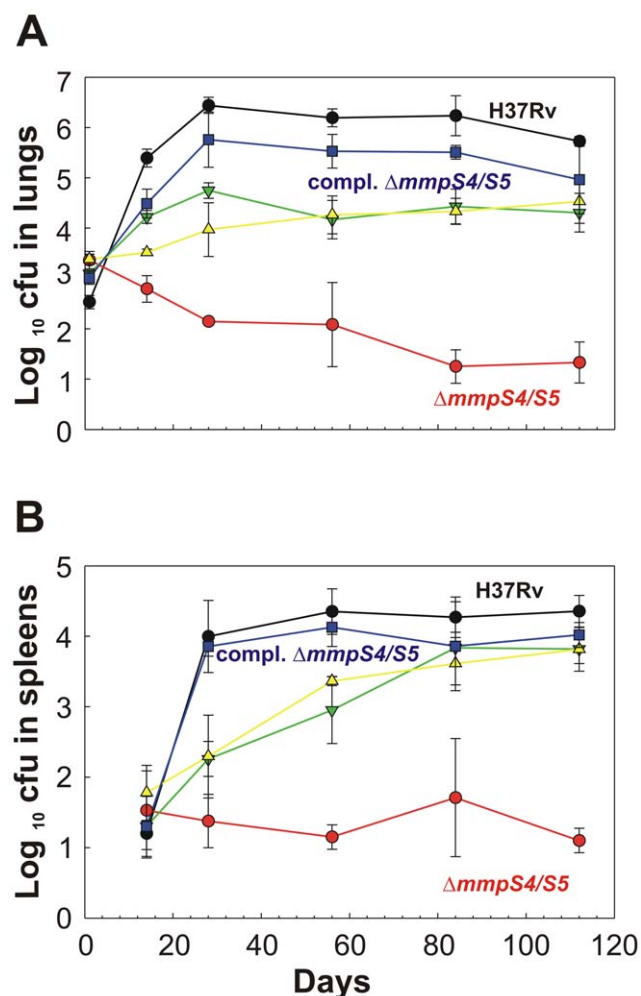 A
Log 10 cfu in lungs
7
6
5
4
3
2
1
0
H37Rv
compl. ΔmmpS4/S5
ΔmmpS4/S5
B
Log 10 cfu in spleens
5
4
3
2
1
0
H37Rv
compl. ΔmmpS4/S5
ΔmmpS4/S5
0 20 40 60 80 100 120
Days